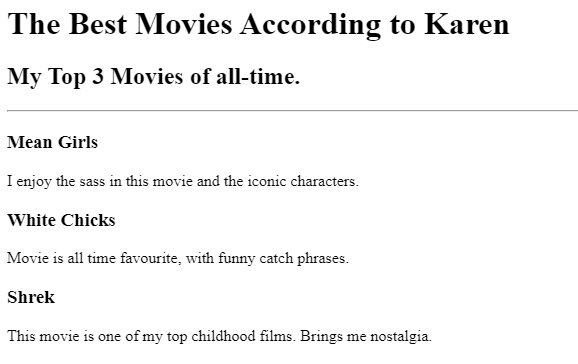 The Best Movies According to Karen
My Top 3 Movies of all-time.
Mean Girls
I enjoy the sass in this movie and the iconic characters.
White Chicks
Movie is all time favourite, with funny catch phrases.
Shrek
This movie is one of my top childhood films. Brings me nostalgia.